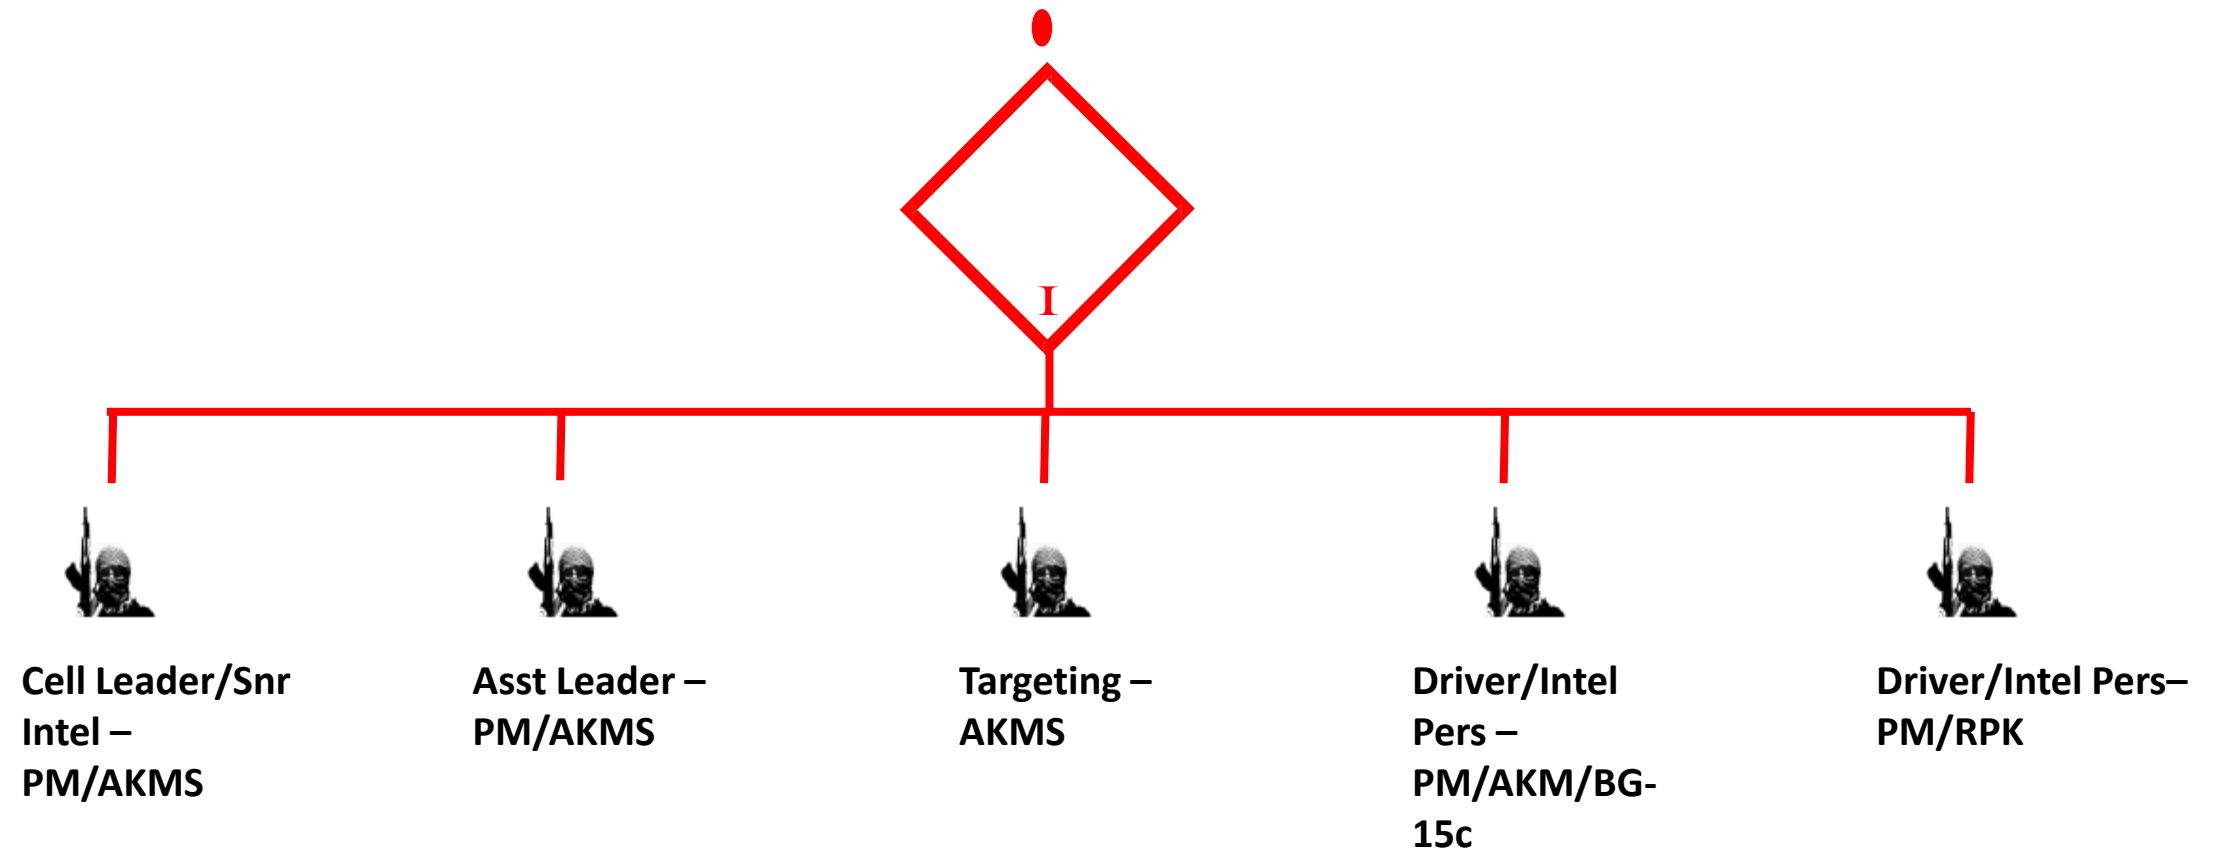 I
Cell Leader/Snr
Intel –
PM/AKMS
Asst Leader –
PM/AKMS
Targeting –
AKMS
Driver/Intel
Pers –
PM/AKM/BG-
15c
Driver/Intel Pers–
PM/RPK